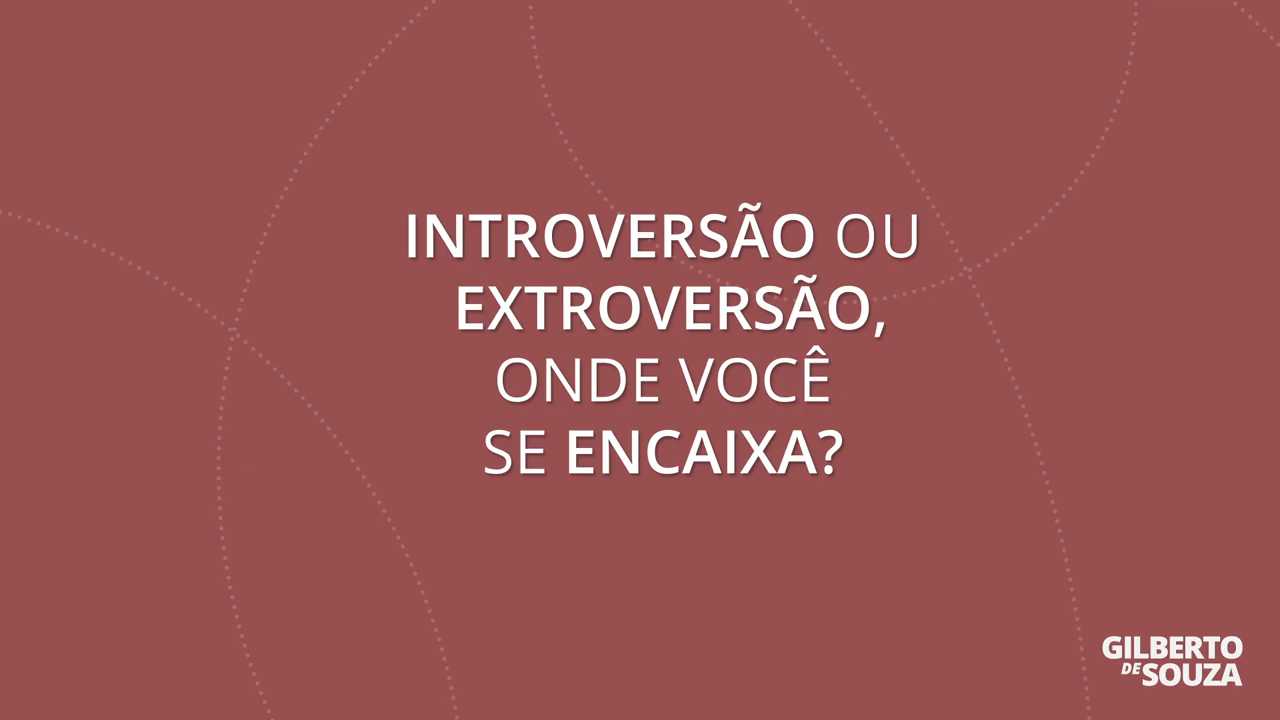 INTROVERSÃO OU
EXTROVERSÃO,
ONDE VOCÊ
SE ENCAIXA?
GILBERTO
DE SOUZA